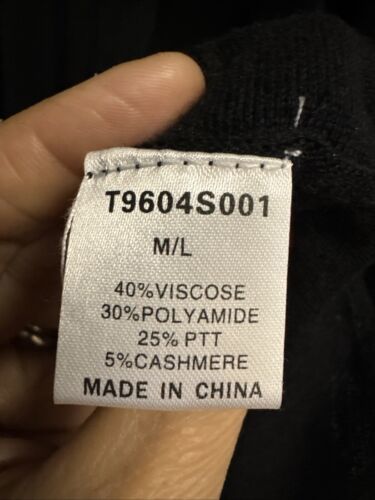 T9604S001
M/L
40%VISCOSE
30%POLYAMIDE
25% PTT
5%CASHMERE
MADE IN CHINA